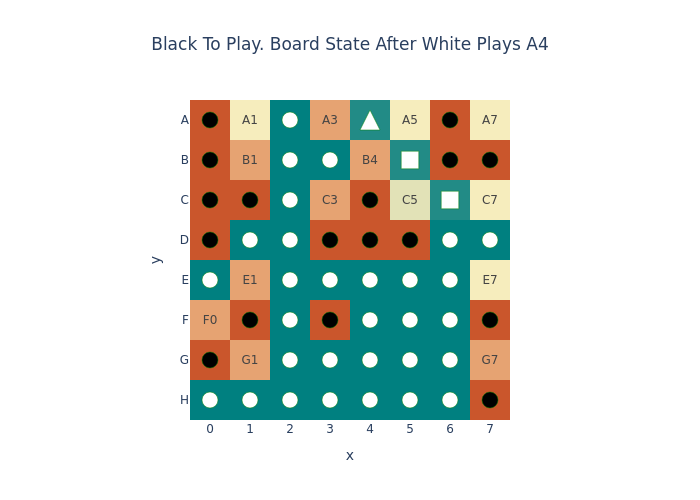 Black To Play. Board State After White Plays A4
A A1 A3 A5 A7
B B1 B4
C C3 C5 C7
D
E E1 E7
F F0
G G1 G7
H
0 1 2 3 4 5 6 7
x
y